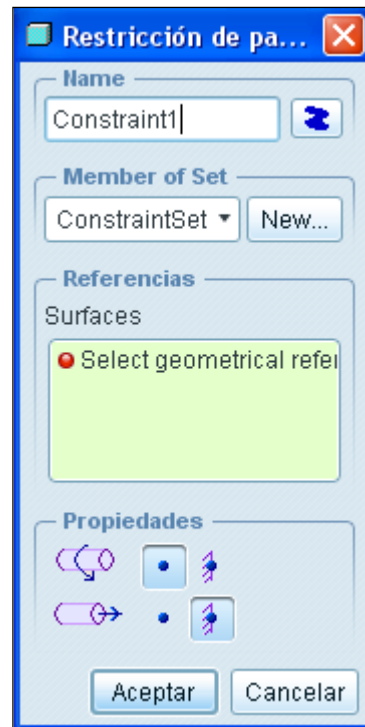 Restricción de pa...
Name
Constraint1
Member of Set
ConstraintSet
New...
Referencias
Surfaces
Select geometrical refer
Propiedades
Aceptar
Cancelar